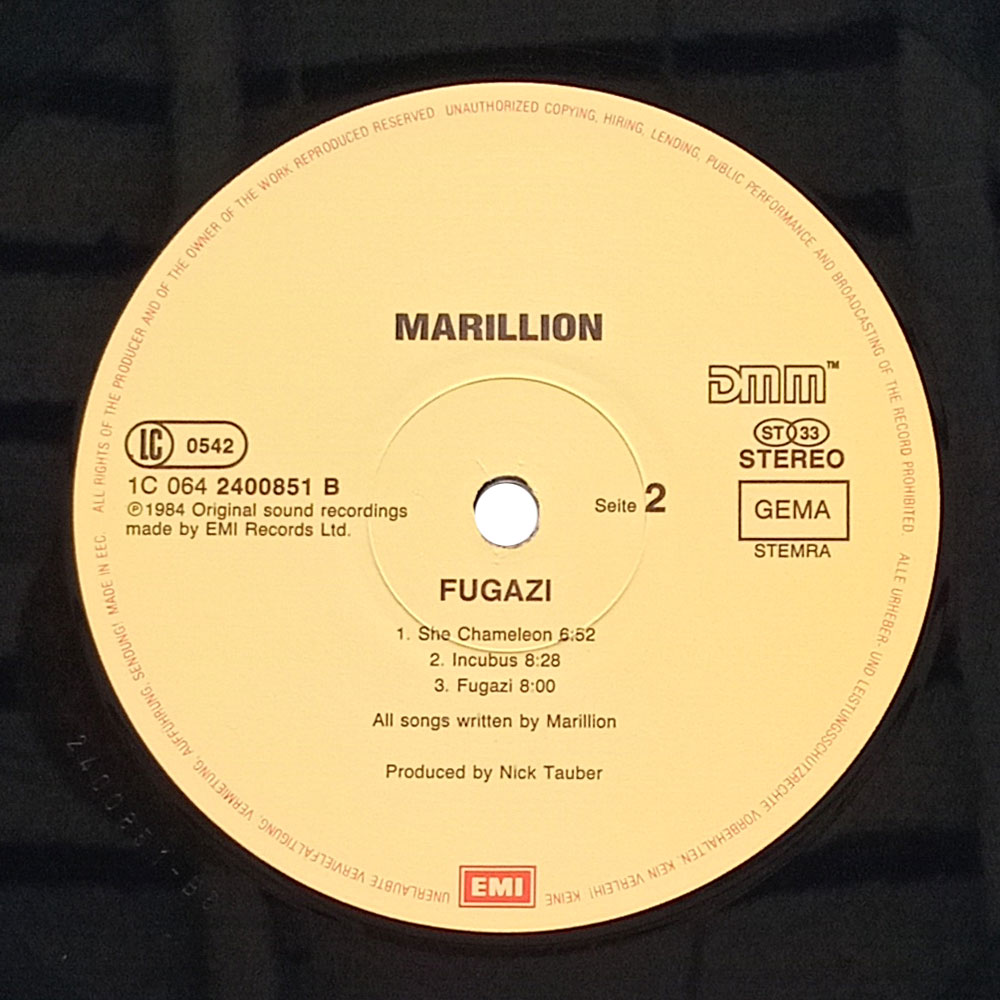 ALL RIGHTS OF THE PRODUCER AND OF THE OWNER OF THE WORK REPRODUCED RESERVED UNAUTHORIZED COPYING, HIRING, LENDING, PUBLIC PERFORMANCE AND BROADCASTING OF THE RECORD PROHIBITED.
MARILLION
DMM™
LC 0542
ST 33
STEREO
1C 064 2400851 B
℗1984 Original sound recordings
made by EMI Records Ltd.
Seite 2
GEMA
STEMRA
FUGAZI
1. She Chameleon 6:52
2. Incubus 8:28
3. Fugazi 8:00
All songs written by Marillion
Produced by Nick Tauber
EMI
ALLE URHEBER- UND LEISTUNGSSCHUTZRECHTE VORBEHALTEN. KEIN VERLEIH! KEINE UNERLAUBTE VERVIELFÄLTIGUNG, VERMIETUNG, AUFFÜHRUNG, SENDUNG! MADE IN EEC.
2400851-B